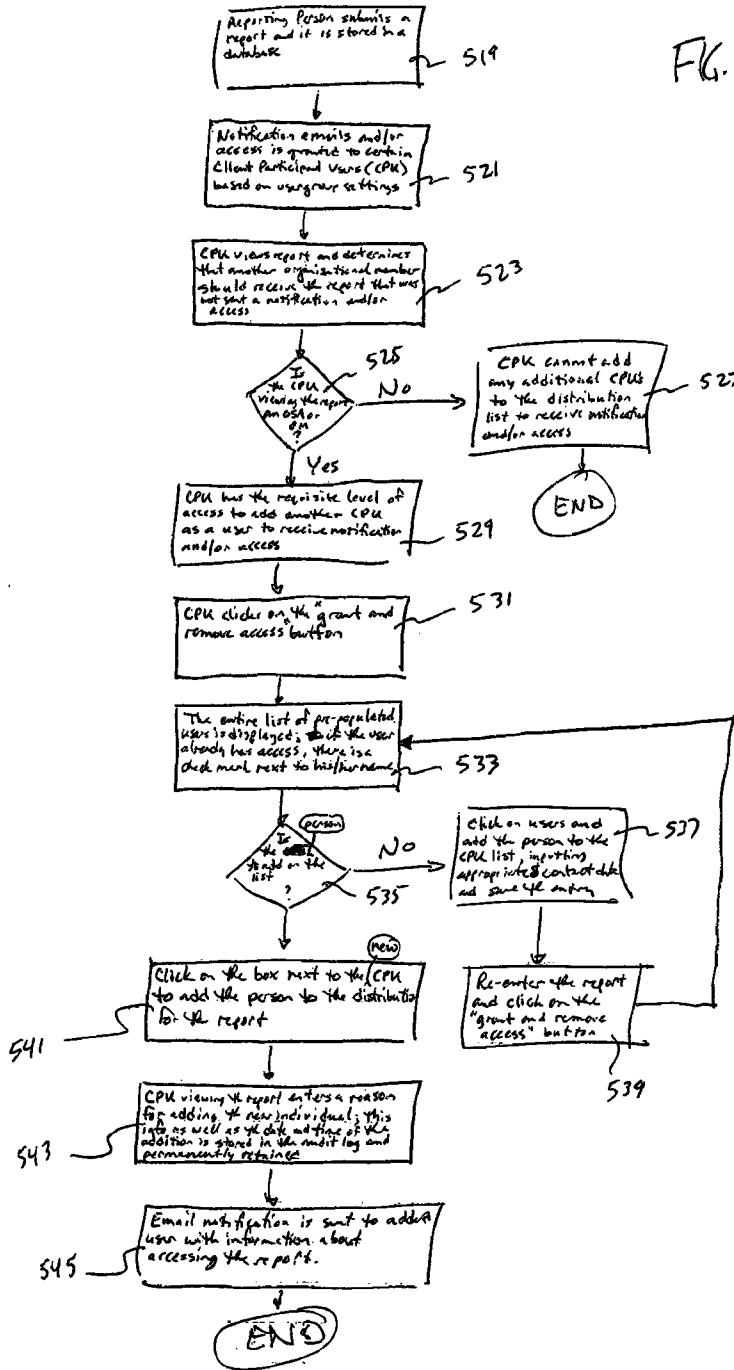 Reporting Person submits a
report and it is stored in a
database
519
FIG.
Notification emails and/or
access is granted to certain
Client Participant Users (CPU)
based on usergroup settings
521
CPU views report and determines
that another organizational member
should receive the report that was
not sent a notification and/or
access
523
Is
the CPU
viewing the report
an OSA or
OM
?
525
No
CPU cannot add
any additional CPU's
to the distribution
list to receive notification
and/or access
527
END
Yes
CPU has the requisite level of
access to add another CPU
as a user to receive notification
and/or access
529
CPU clicks on the "grant and
remove access" button
531
The entire list of pre-populated
users is displayed; if the user
already has access, there is a
check mark next to his/her name
533
Is
the person
to add on the
list
?
535
No
Click on users and
add the person to the
CPU list, inputting
appropriate contact data
and save the entry
537
Re-enter the report
and click on the
"grant and remove
access" button
539
Click on the box next to the new CPU
to add the person to the distribution
for the report
541
CPU viewing the report enters a reason
for adding the new individual; this
info as well as the date and time of the
addition is stored in the audit log and
permanently retained
543
Email notification is sent to added
user with information about
accessing the report.
545
END